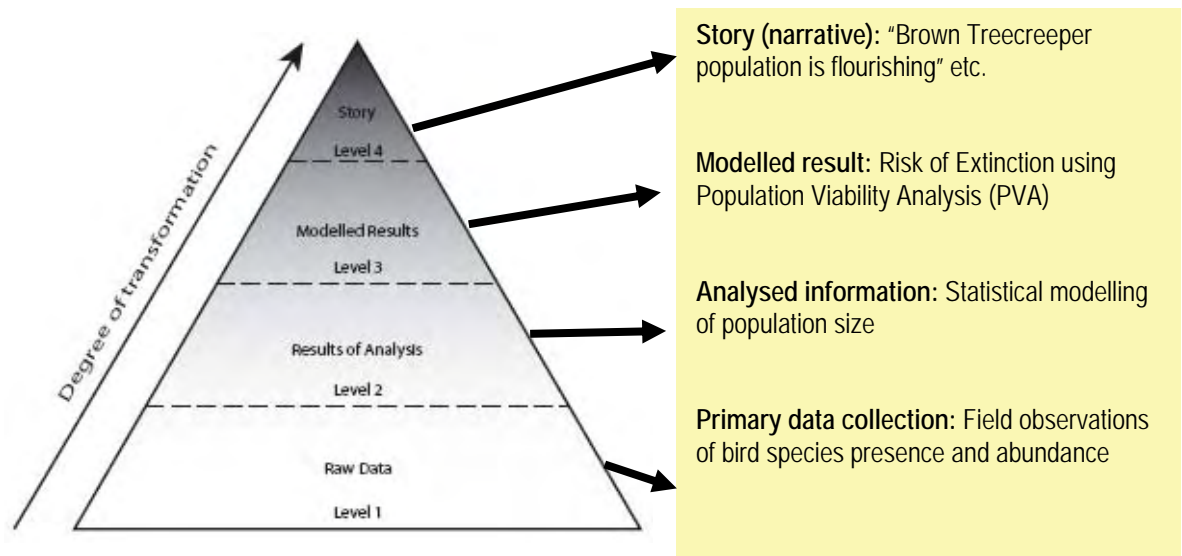 Degree of transformation
Story
Level 4
Modelled Results
Level 3
Results of Analysis
Level 2
Raw Data
Level 1
Story (narrative): “Brown Treecreeper
population is flourishing” etc.
Modelled result: Risk of Extinction using
Population Viability Analysis (PVA)
Analysed information: Statistical modelling
of population size
Primary data collection: Field observations
of bird species presence and abundance